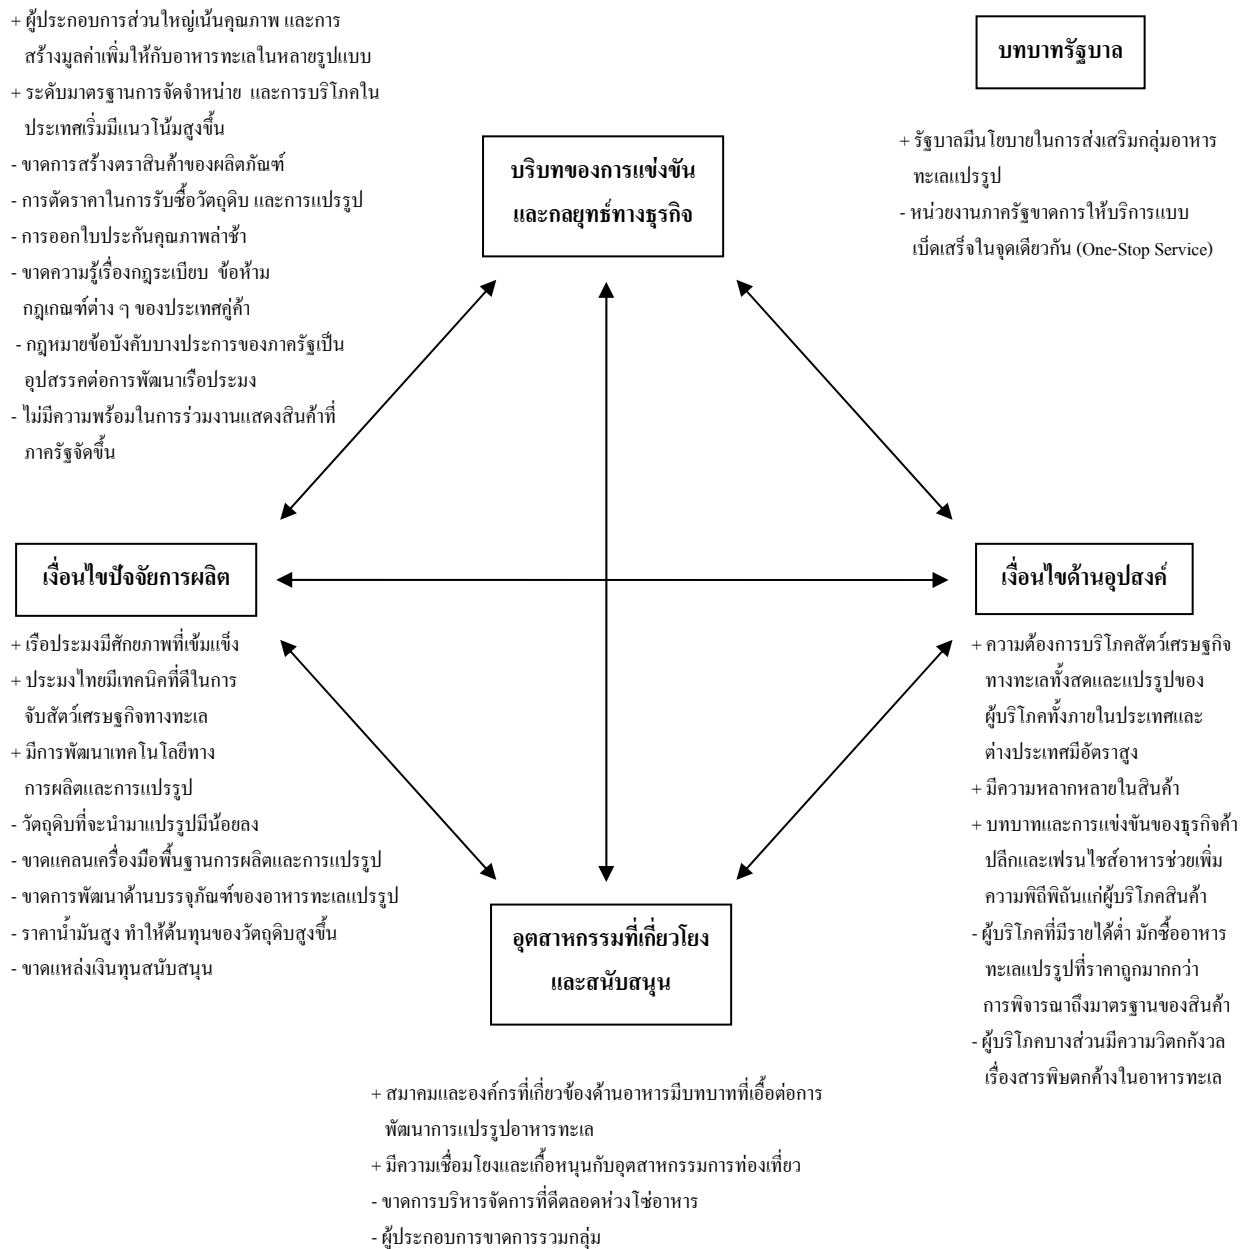 + ผู้ประกอบการส่วนใหญ่เน้นคุณภาพ และการ
สร้างมูลค่าเพิ่มให้กับอาหารทะเลในหลายรูปแบบ
+ ระดับมาตรฐานการจัดจำหน่าย และการบริโภคใน
ประเทศเริ่มมีแนวโน้มสูงขึ้น
- ขาดการสร้างตราสินค้าของผลิตภัณฑ์
- การตัดราคาในการรับซื้อวัตถุดิบ และการแปรรูป
- การออกใบประกันคุณภาพล่าช้า
- ขาดความรู้เรื่องกฎระเบียบ ข้อห้าม
กฎเกณฑ์ต่าง ๆ ของประเทศคู่ค้า
- กฎหมายข้อบังคับบางประการของภาครัฐเป็น
อุปสรรคต่อการพัฒนาเรือประมง
- ไม่มีความพร้อมในการร่วมงานแสดงสินค้าที่
ภาครัฐจัดขึ้น
บริบทของการแข่งขัน
และกลยุทธ์ทางธุรกิจ
บทบาทรัฐบาล
+ รัฐบาลมีนโยบายในการส่งเสริมกลุ่มอาหาร
ทะเลแปรรูป
- หน่วยงานภาครัฐขาดการให้บริการแบบ
เบ็ดเสร็จในจุดเดียวกัน (One-Stop Service)
เงื่อนไขปัจจัยการผลิต
+ เรือประมงมีศักยภาพที่เข้มแข็ง
+ ประมงไทยมีเทคนิคที่ดีในการ
จับสัตว์เศรษฐกิจทางทะเล
+ มีการพัฒนาเทคโนโลยีทาง
การผลิตและการแปรรูป
- วัตถุดิบที่จะนำมาแปรรูปมีน้อยลง
- ขาดแคลนเครื่องมือพื้นฐานการผลิตและการแปรรูป
- ขาดการพัฒนาด้านบรรจุภัณฑ์ของอาหารทะเลแปรรูป
- ราคาน้ำมันสูง ทำให้ต้นทุนของวัตถุดิบสูงขึ้น
- ขาดแหล่งเงินทุนสนับสนุน
เงื่อนไขด้านอุปสงค์
+ ความต้องการบริโภคสัตว์เศรษฐกิจ
ทางทะเลทั้งสดและแปรรูปของ
ผู้บริโภคทั้งภายในประเทศและ
ต่างประเทศมีอัตราสูง
+ มีความหลากหลายในสินค้า
+ บทบาทและการแข่งขันของธุรกิจค้า
ปลีกและเฟรนไชส์อาหารช่วยเพิ่ม
ความพิถีพิถันแก่ผู้บริโภคสินค้า
- ผู้บริโภคที่มีรายได้ต่ำ มักซื้ออาหาร
ทะเลแปรรูปที่ราคาถูกมากกว่า
การพิจารณาถึงมาตรฐานของสินค้า
- ผู้บริโภคบางส่วนมีความวิตกกังวล
เรื่องสารพิษตกค้างในอาหารทะเล
อุตสาหกรรมที่เกี่ยวโยง
และสนับสนุน
+ สมาคมและองค์กรที่เกี่ยวข้องด้านอาหารมีบทบาทที่เอื้อต่อการ
พัฒนาการแปรรูปอาหารทะเล
+ มีความเชื่อมโยงและเกื้อหนุนกับอุตสาหกรรมการท่องเที่ยว
- ขาดการบริหารจัดการที่ดีตลอดห่วงโซ่อาหาร
- ผู้ประกอบการขาดการรวมกลุ่ม